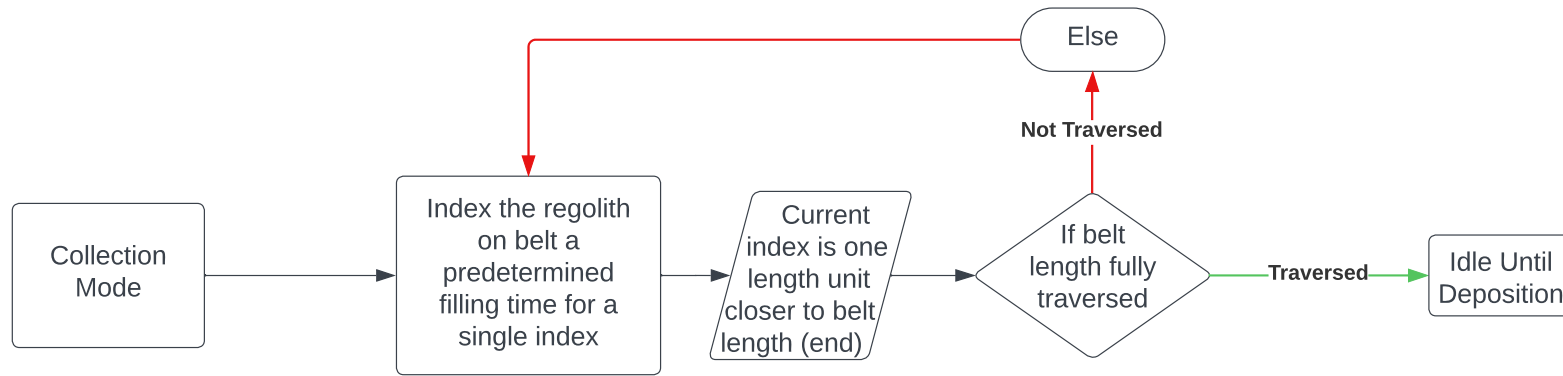 Else
Not Traversed
Collection
Mode
Index the regolith
on belt a
predetermined
filling time for a
single index
Current
index is one
length unit
closer to belt
length (end)
If belt
length fully
traversed
Traversed
Idle Until
Deposition